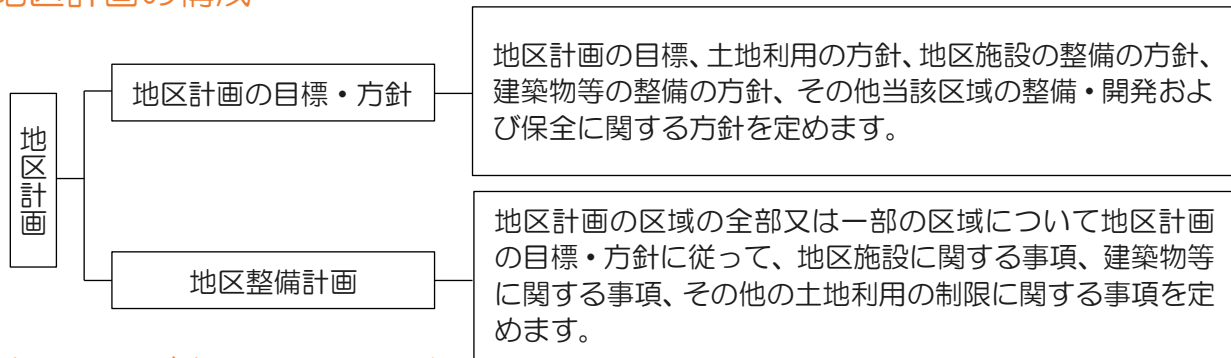 地区計画の構成
地区計画
地区計画の目標・方針
地区計画の目標、土地利用の方針、地区施設の整備の方針、
建築物等の整備の方針、その他当該区域の整備・開発およ
び保全に関する方針を定めます。
地区整備計画
地区計画の区域の全部又は一部の区域について地区計画
の目標・方針に従って、地区施設に関する事項、建築物等
に関する事項、その他の土地利用の制限に関する事項を定
めます。